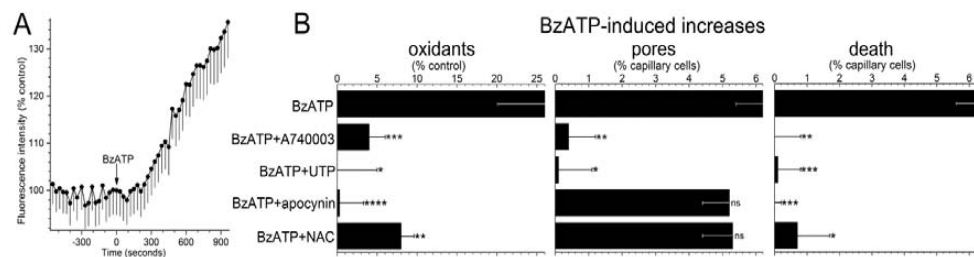 A
Fluorescence intensity (% control)
130
120
110
100
BzATP
-300 0 300 600 900
Time (seconds)
B
BzATP-induced increases
oxidants
(% control)
0 5 10 15 20 25
pores
(% capillary cells)
0 1 2 3 4 5 6
death
(% capillary cells)
0 1 2 3 4 5 6
BzATP
BzATP+A740003 *** ** **
BzATP+UTP * * ***
BzATP+apocynin **** ns ***
BzATP+NAC ** ns *